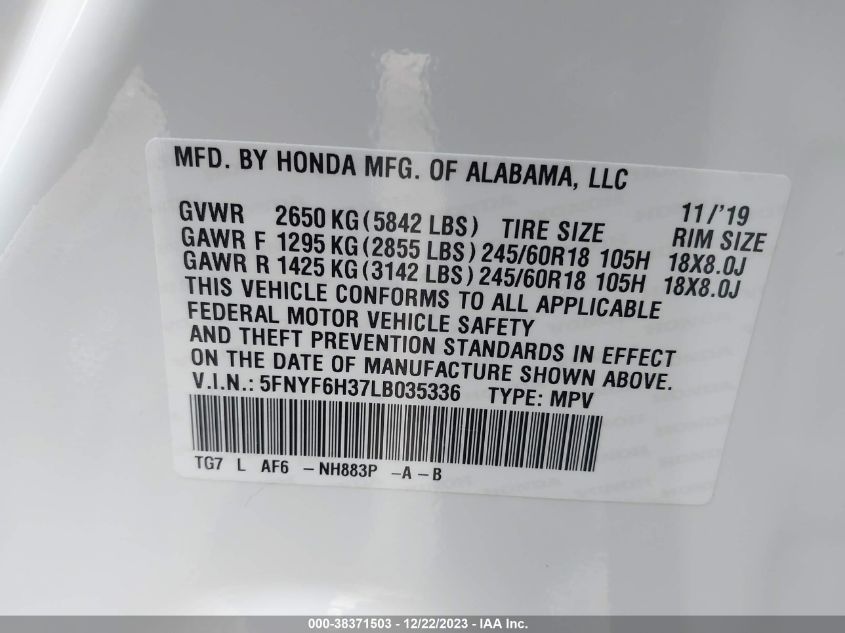 MFD. BY HONDA MFG. OF ALABAMA, LLC
11/'19
GVWR 2650 KG (5842 LBS) TIRE SIZE RIM SIZE
GAWR F 1295 KG (2855 LBS) 245/60R18 105H 18X8.0J
GAWR R 1425 KG (3142 LBS) 245/60R18 105H 18X8.0J
THIS VEHICLE CONFORMS TO ALL APPLICABLE
FEDERAL MOTOR VEHICLE SAFETY
AND THEFT PREVENTION STANDARDS IN EFFECT
ON THE DATE OF MANUFACTURE SHOWN ABOVE.
V.I.N.: 5FNYF6H37LB035336 TYPE: MPV
TG7 L AF6 -NH883P -A-B
000-38371503 - 12/22/2023 - IAA Inc.